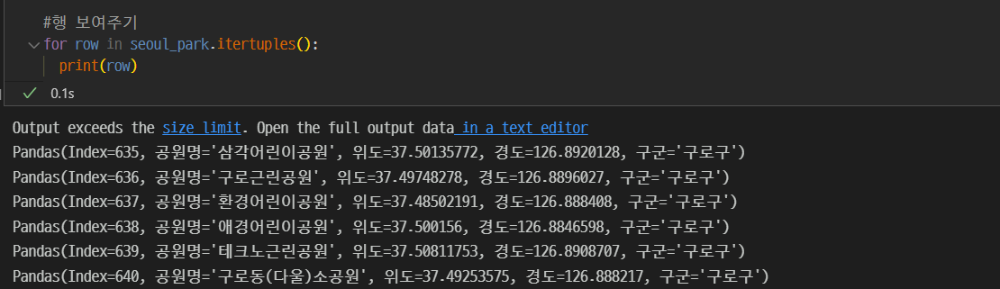 #행 보여주기
for row in seoul_park.itertuples():
print(row)
0.1s
Output exceeds the size limit. Open the full output data in a text editor
Pandas(Index=635, 공원명='삼각어린이공원', 위도=37.50135772, 경도=126.8920128, 구군='구로구')
Pandas(Index=636, 공원명='구로근린공원', 위도=37.49748278, 경도=126.8896027, 구군='구로구')
Pandas(Index=637, 공원명='환경어린이공원', 위도=37.48502191, 경도=126.888408, 구군='구로구')
Pandas(Index=638, 공원명='애경어린이공원', 위도=37.500156, 경도=126.8846598, 구군='구로구')
Pandas(Index=639, 공원명='테크노근린공원', 위도=37.50811753, 경도=126.8908707, 구군='구로구')
Pandas(Index=640, 공원명='구로동(다울)소공원', 위도=37.49253575, 경도=126.888217, 구군='구로구')